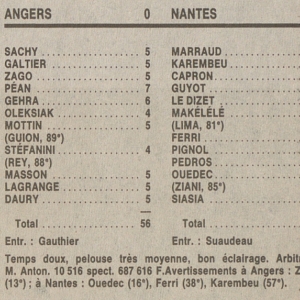 ANGERS 0 NANTES
SACHY 5 MARRAUD
GALTIER 5 KAREMBEU
ZAGO 5 CAPRON
PÉAN 7 GUYOT
GEHRA 6 LE DIZET
OLEKSIAK 4 MAKÉLÉLÉ
MOTTIN 5 (LIMA, 81°)
(GUION, 89°) FERRI
STÉFANINI 4 PIGNOL
(REY, 88°) PEDROS
MASSON 5 OUEDEC
LAGRANGE 5 (ZIANI, 85°)
DAURY 5 SIASIA
Total 56 Total
Entr. : Gauthier Entr. : Suaudeau
Temps doux, pelouse très moyenne, bon éclairage. Arbit
M. Anton. 10 516 spect. 687 616 F.Avertissements à Angers : Z
(13°) ; à Nantes : Ouedec (16°), Ferri (38°), Karembeu (57°).